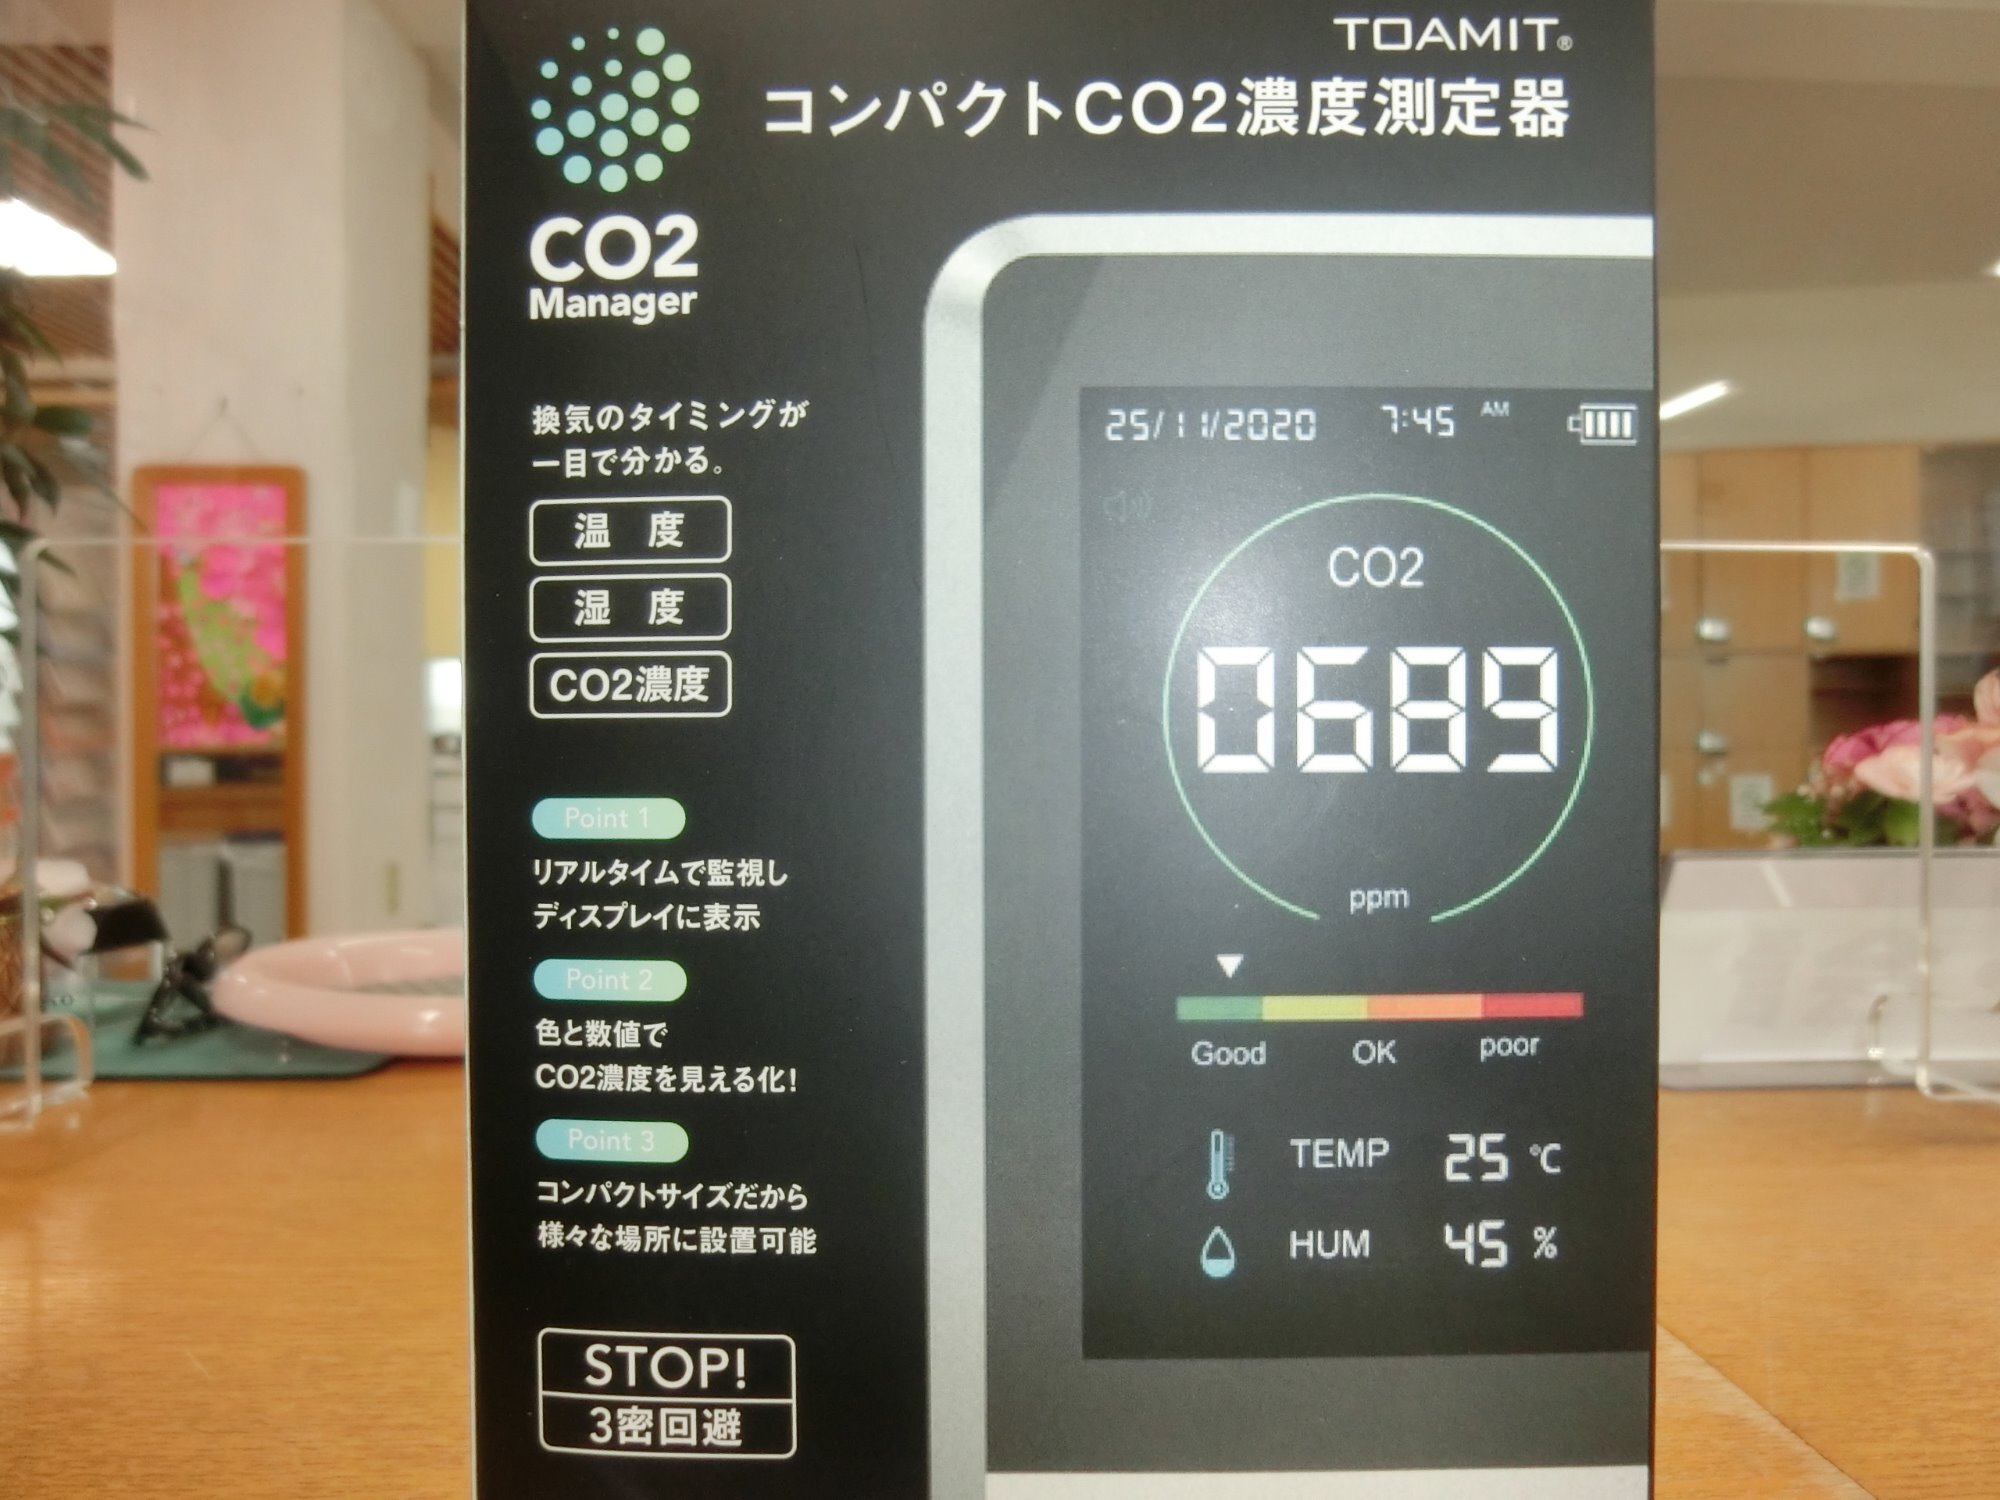 TOAMIT®
コンパクトCO2濃度測定器
CO2
Manager
換気のタイミングが
一目で分かる。
温 度
湿 度
CO2濃度
Point 1
リアルタイムで監視し
ディスプレイに表示
Point 2
色と数値で
CO2濃度を見える化!
Point 3
コンパクトサイズだから
様々な場所に設置可能
STOP!
3密回避
25/11/2020 7:45 AM
CO2
0689
ppm
Good OK poor
TEMP 25 °C
HUM 45 %